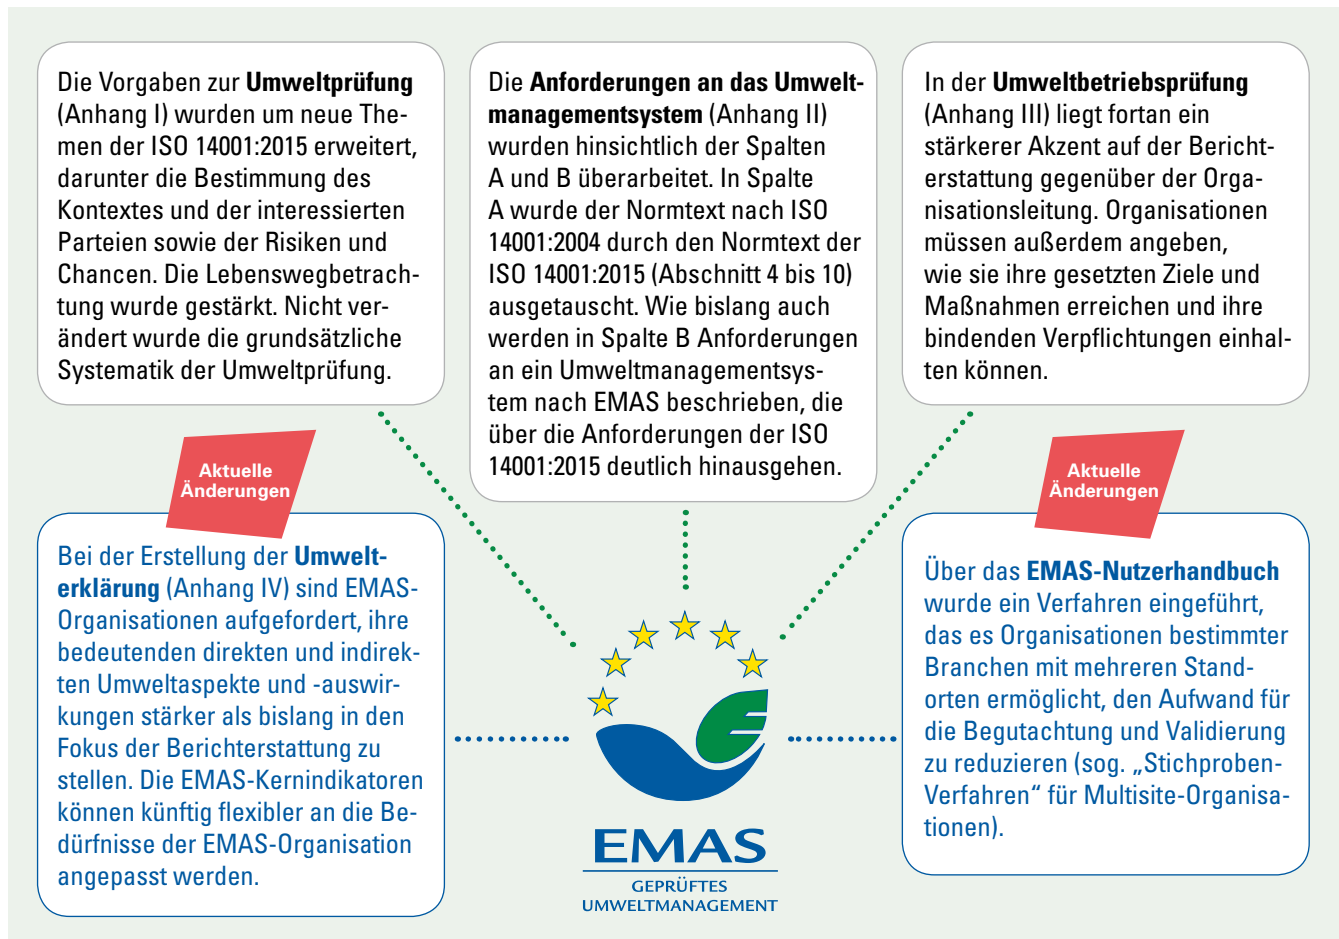 Die Vorgaben zur Umweltprüfung
(Anhang I) wurden um neue The-
men der ISO 14001:2015 erweitert,
darunter die Bestimmung des
Kontextes und der interessierten
Parteien sowie der Risiken und
Chancen. Die Lebenswegbetrach-
tung wurde gestärkt. Nicht ver-
ändert wurde die grundsätzliche
Systematik der Umweltprüfung.
Die Anforderungen an das Umwelt-
managementsystem (Anhang II)
wurden hinsichtlich der Spalten
A und B überarbeitet. In Spalte
A wurde der Normtext nach ISO
14001:2004 durch den Normtext der
ISO 14001:2015 (Abschnitt 4 bis 10)
ausgetauscht. Wie bislang auch
werden in Spalte B Anforderungen
an ein Umweltmanagementsys-
tem nach EMAS beschrieben, die
über die Anforderungen der ISO
14001:2015 deutlich hinausgehen.
In der Umweltbetriebsprüfung
(Anhang III) liegt fortan ein
stärkerer Akzent auf der Bericht-
erstattung gegenüber der Orga-
nisationsleitung. Organisationen
müssen außerdem angeben,
wie sie ihre gesetzten Ziele und
Maßnahmen erreichen und ihre
bindenden Verpflichtungen einhal-
ten können.
Aktuelle
Änderungen
Bei der Erstellung der Umwelt-
erklärung (Anhang IV) sind EMAS-
Organisationen aufgefordert, ihre
bedeutenden direkten und indirek-
ten Umweltaspekte und -auswir-
kungen stärker als bislang in den
Fokus der Berichterstattung zu
stellen. Die EMAS-Kernindikatoren
können künftig flexibler an die Be-
dürfnisse der EMAS-Organisation
angepasst werden.
Aktuelle
Änderungen
Über das EMAS-Nutzerhandbuch
wurde ein Verfahren eingeführt,
das es Organisationen bestimmter
Branchen mit mehreren Stand-
orten ermöglicht, den Aufwand für
die Begutachtung und Validierung
zu reduzieren (sog. „Stichproben-
Verfahren“ für Multisite-Organisa-
tionen).
EMAS
GEPRÜFTES
UMWELTMANAGEMENT